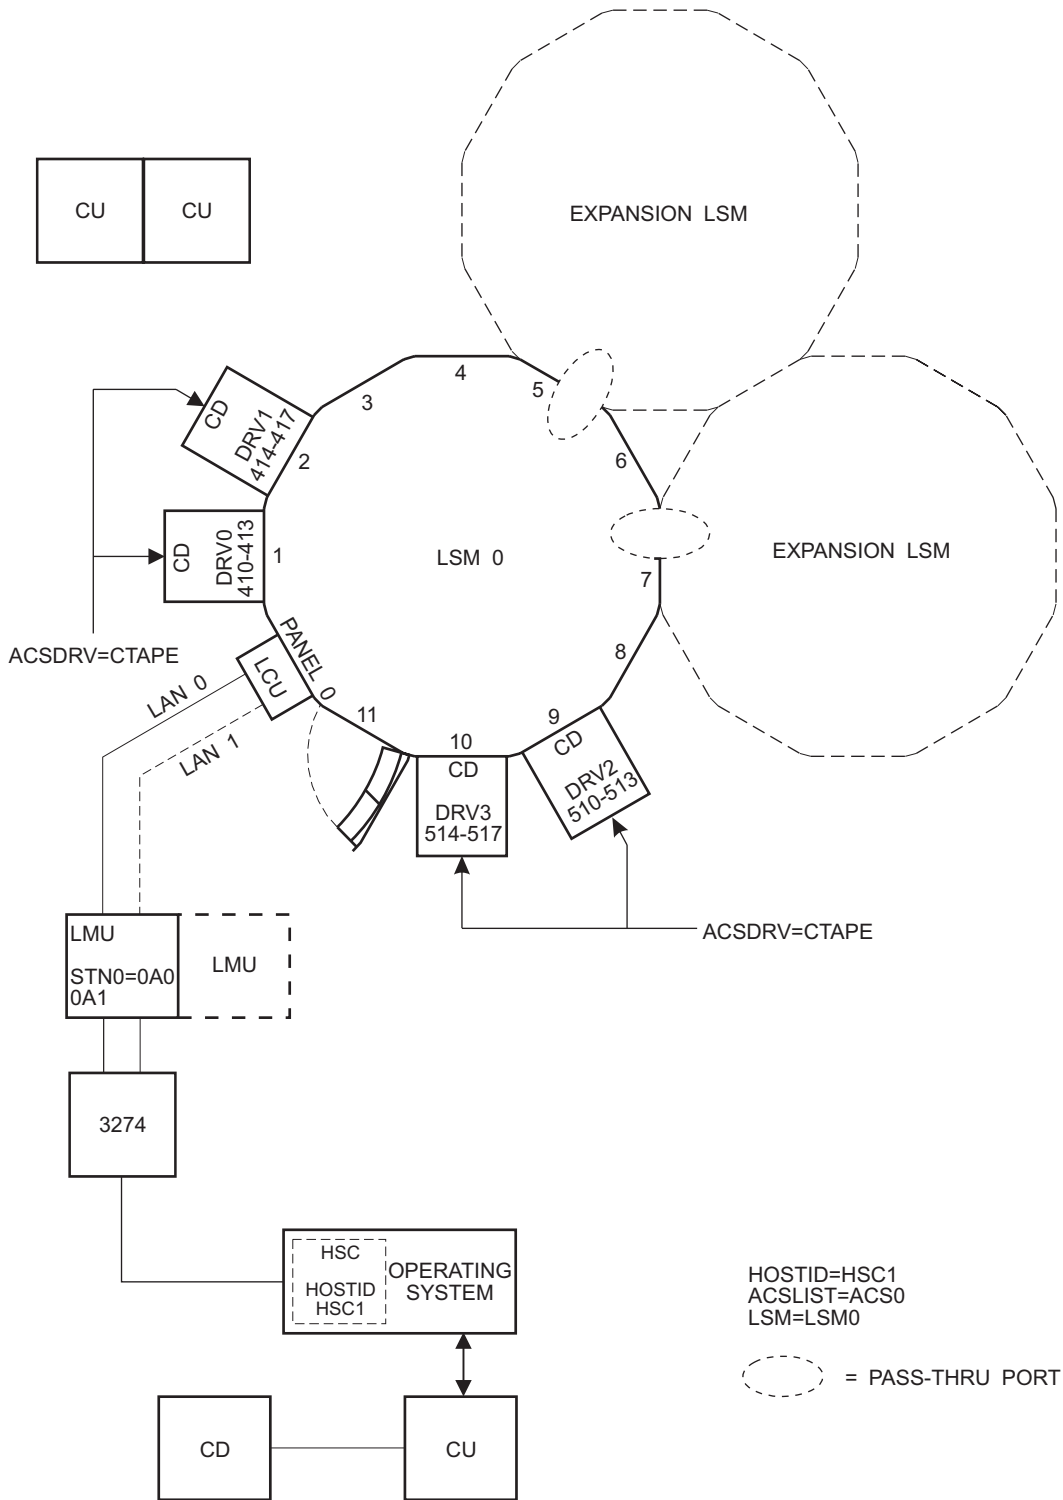 EXPANSION LSM
CU
CU
4
5
3
CD
DRV1
414-417
2
6
CD
DRV0
410-413
1
LSM 0
EXPANSION LSM
7
PANEL 0
8
ACSDRV=CTAPE
LCU
LAN 0
11
9
10
LAN 1
CD
DRV3
514-517
CD
DRV2
510-513
ACSDRV=CTAPE
LMU
STN0=0A0
0A1
LMU
3274
HSC
HOSTID
HSC1
OPERATING
SYSTEM
HOSTID=HSC1
ACSLIST=ACS0
LSM=LSM0
= PASS-THRU PORT
CD
CU